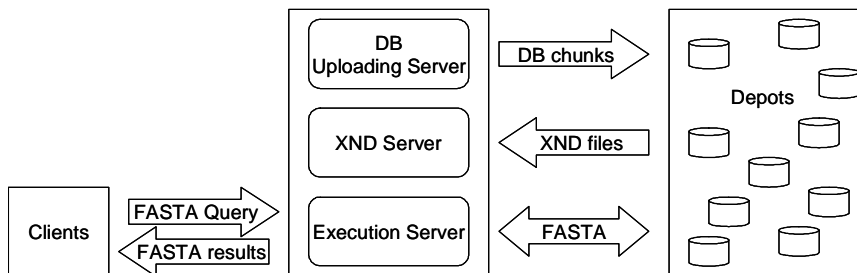 DB
Uploading Server
DB chunks
Depots
XND Server
XND files
Clients
FASTA Query
FASTA results
Execution Server
FASTA